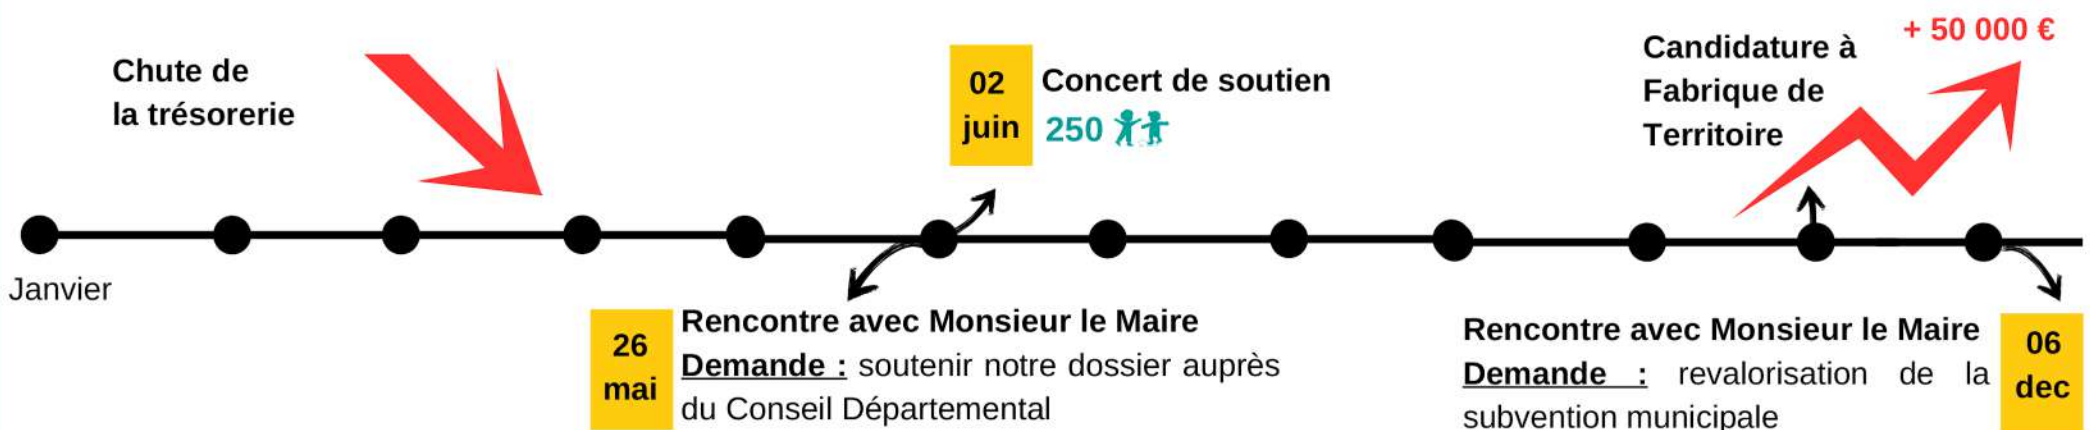 Chute de
la trésorerie
02
juin
Concert de soutien
250
Candidature à
Fabrique de
Territoire
+ 50 000 €
Janvier
26
mai
Rencontre avec Monsieur le Maire
Demande : soutenir notre dossier auprès
du Conseil Départemental
Rencontre avec Monsieur le Maire
Demande : revalorisation de la
subvention municipale
06
dec